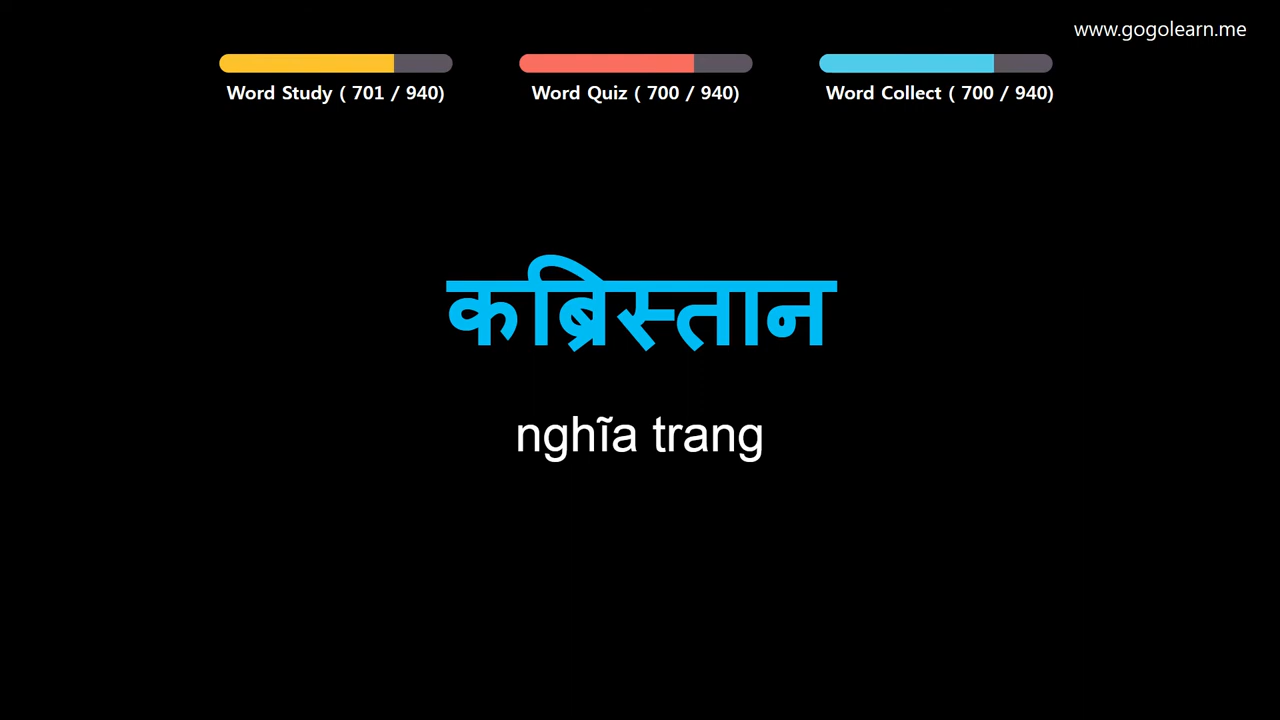 www.gogolearn.me
Word Study ( 701 / 940)
Word Quiz ( 700 / 940)
Word Collect ( 700 / 940)
कब्रिस्तान
nghĩa trang